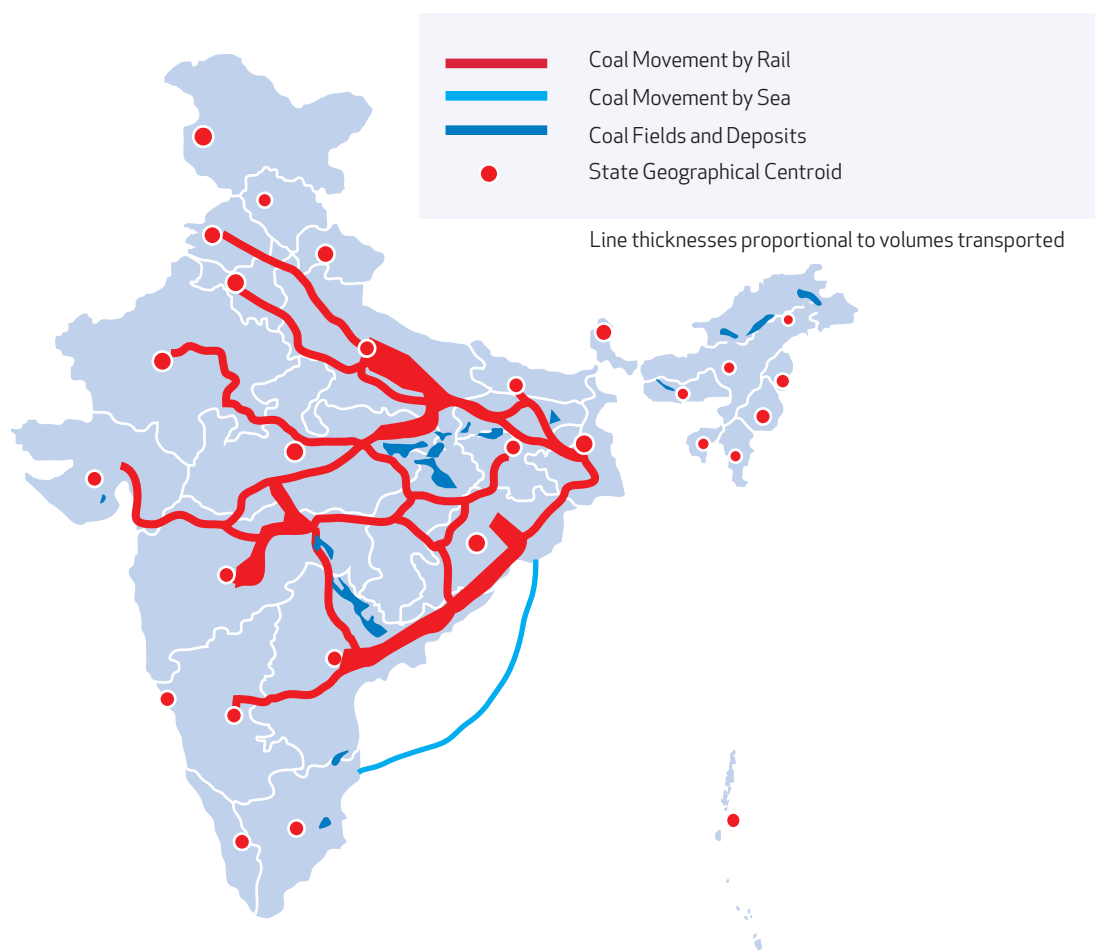 Coal Movement by Rail
Coal Movement by Sea
Coal Fields and Deposits
State Geographical Centroid
Line thicknesses proportional to volumes transported